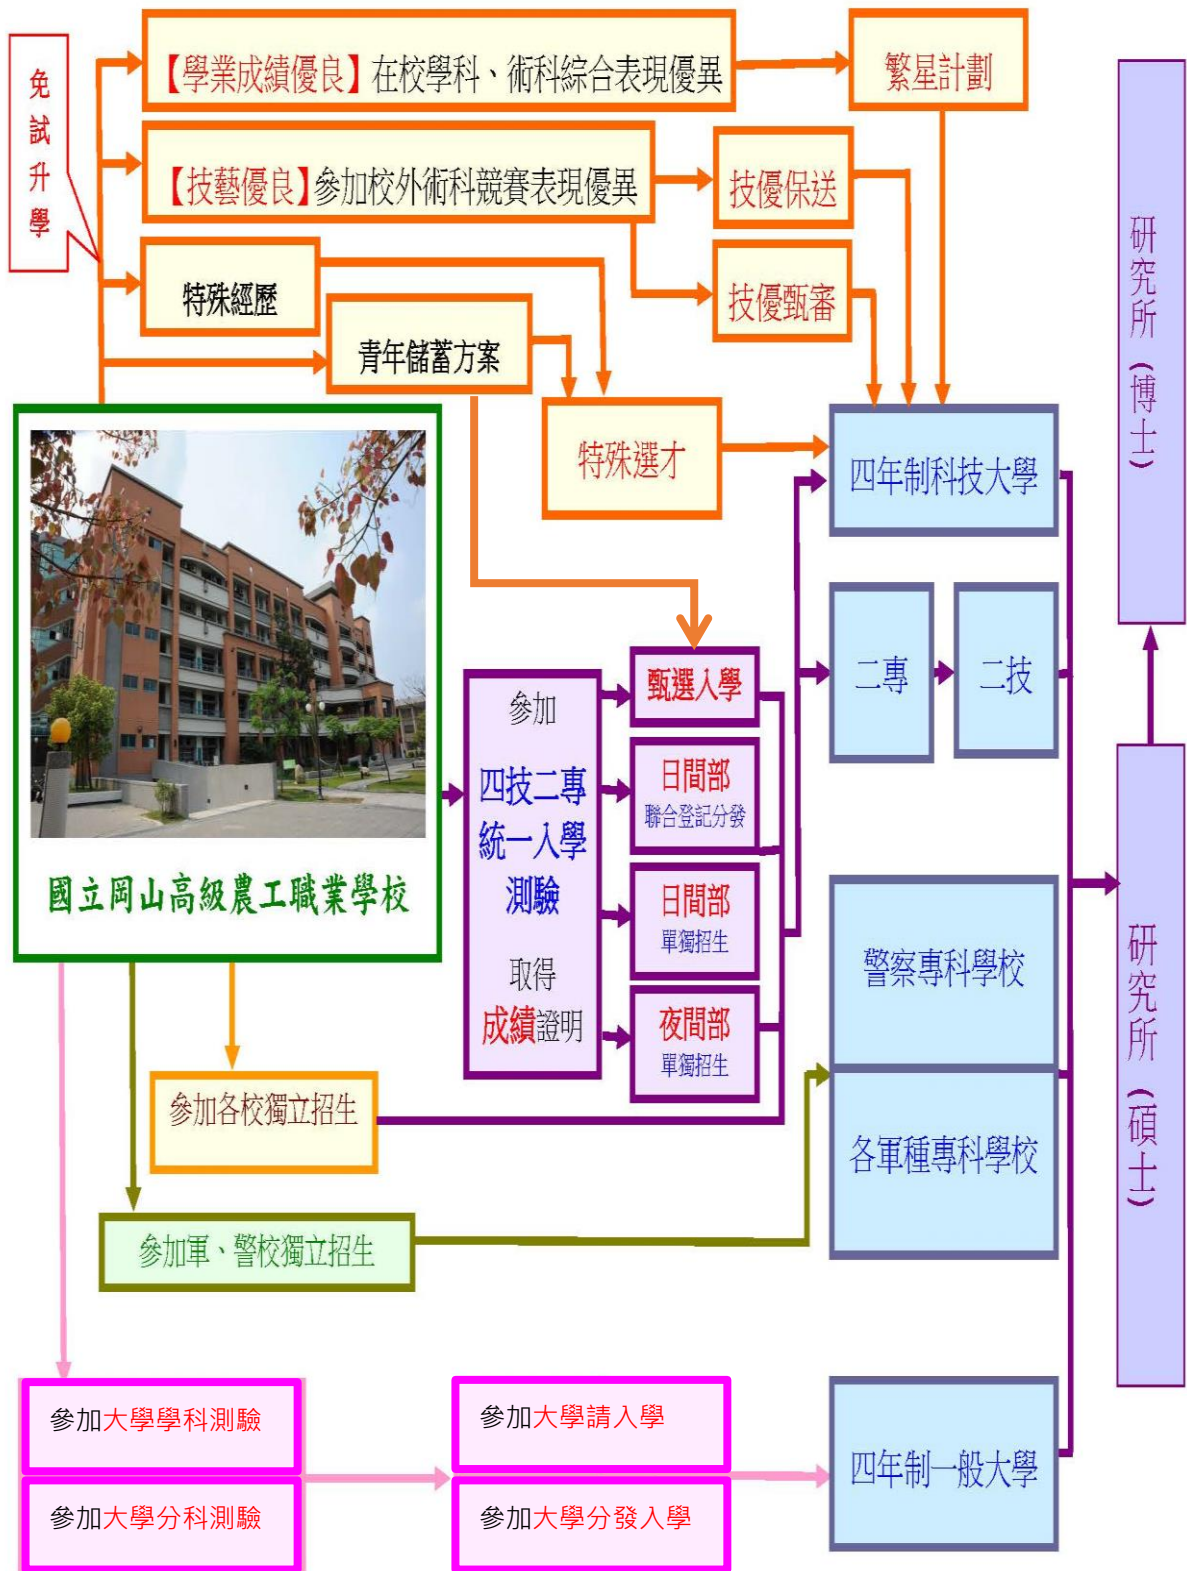 免試升學
【學業成績優良】在校學科、術科綜合表現優異
繁星計劃
【技藝優良】參加校外術科競賽表現優異
技優保送
技優甄審
特殊經歷
青年儲蓄方案
特殊選才
四年制科技大學
研究所（博士）
二專
二技
甄選入學
參加
四技二專
統一入學
測驗
取得
成績證明
日間部
聯合登記分發
日間部
單獨招生
夜間部
單獨招生
國立岡山高級農工職業學校
警察專科學校
各軍種專科學校
研究所（碩士）
參加各校獨立招生
參加軍、警校獨立招生
參加大學學科測驗
參加大學請入學
參加大學分科測驗
參加大學分發入學
四年制一般大學